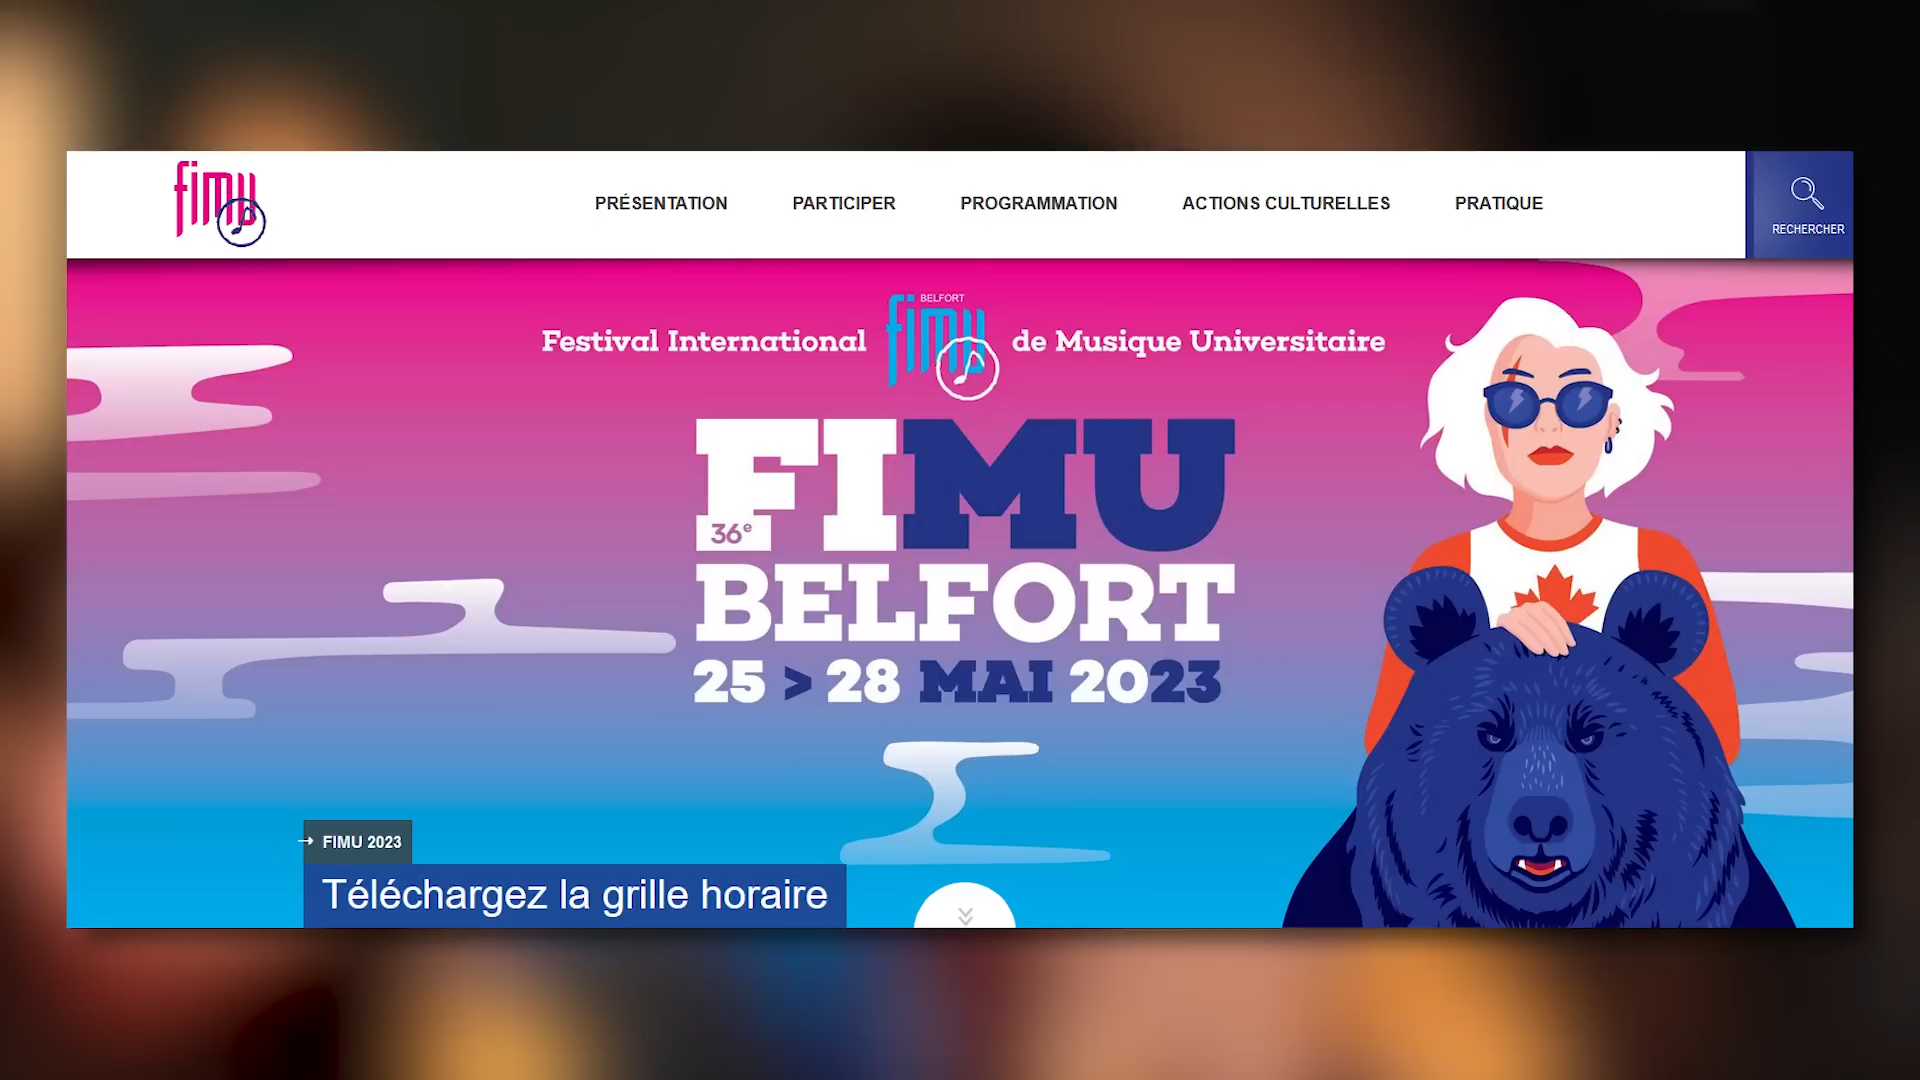 fimu
PRÉSENTATION
PARTICIPER
PROGRAMMATION
ACTIONS CULTURELLES
PRATIQUE
RECHERCHER
BELFORT
Festival International fimu de Musique Universitaire
FIMU
36e
BELFORT
25 > 28 MAI 2023
→ FIMU 2023
Téléchargez la grille horaire